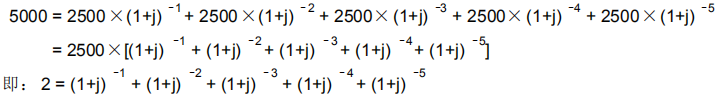 5000 = 2500×(1+j) ⁻¹+ 2500×(1+j) ⁻² + 2500×(1+j) ⁻³ + 2500×(1+j) ⁻⁴ + 2500×(1+j) ⁻⁵
= 2500×[(1+j) ⁻¹ + (1+j) ⁻² + (1+j) ⁻³ + (1+j) ⁻⁴ + (1+j) ⁻⁵]
即：2 = (1+j) ⁻¹ + (1+j) ⁻² + (1+j) ⁻³ + (1+j) ⁻⁴ + (1+j) ⁻⁵